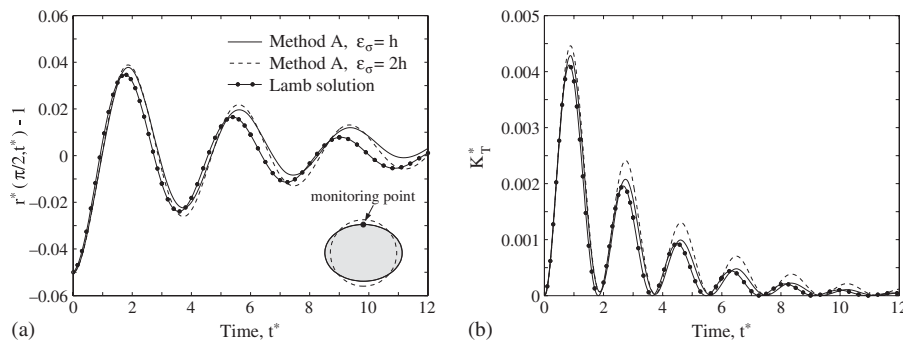 0.06
0.04
0.02
0
−0.02
−0.04
−0.06
r*(π/2,t*) - 1
Method A, εσ= h
Method A, εσ= 2h
Lamb solution
monitoring point
0 2 4 6 8 10 12
(a)
Time, t*
0.005
0.004
0.003
0.002
0.001
0
K*T
0 2 4 6 8 10 12
(b)
Time, t*